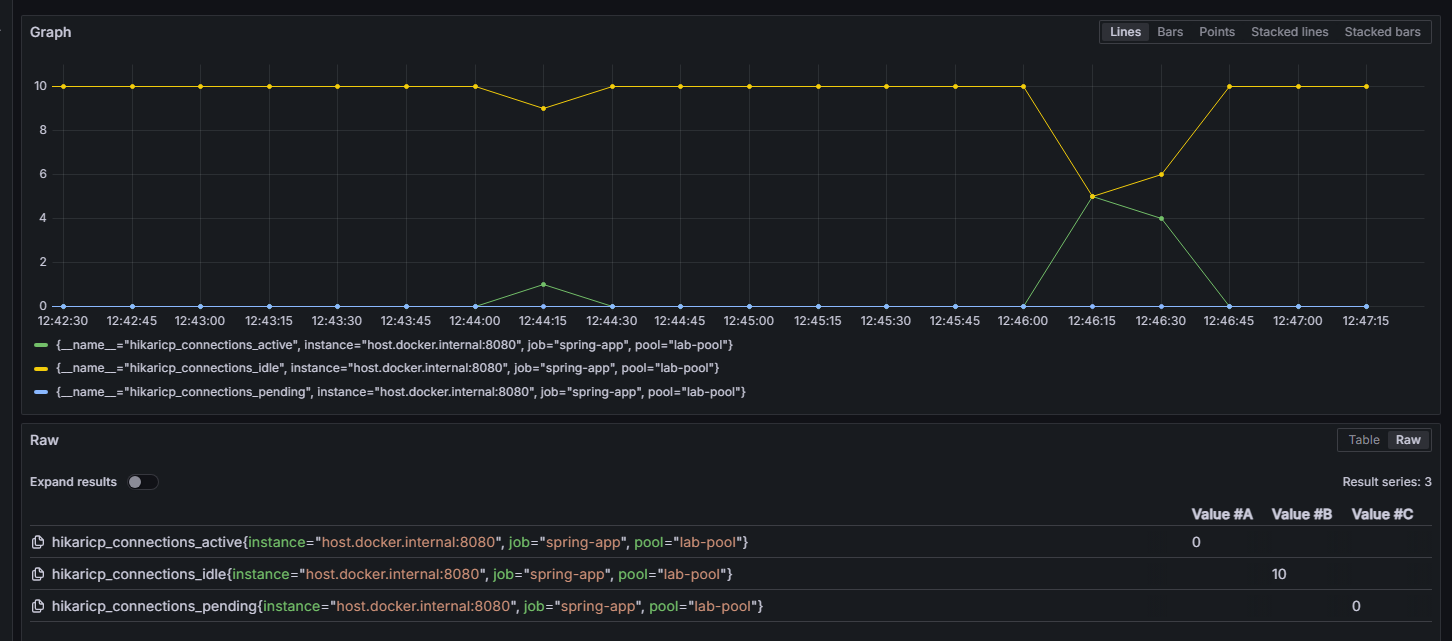 Graph
Lines Bars Points Stacked lines Stacked bars
10
8
6
4
2
0
12:42:30 12:42:45 12:43:00 12:43:15 12:43:30 12:43:45 12:44:00 12:44:15 12:44:30 12:44:45 12:45:00 12:45:15 12:45:30 12:45:45 12:46:00 12:46:15 12:46:30 12:46:45 12:47:00 12:47:15
{__name__="hikaricp_connections_active", instance="host.docker.internal:8080", job="spring-app", pool="lab-pool"}
{__name__="hikaricp_connections_idle", instance="host.docker.internal:8080", job="spring-app", pool="lab-pool"}
{__name__="hikaricp_connections_pending", instance="host.docker.internal:8080", job="spring-app", pool="lab-pool"}
Raw
Table Raw
Expand results
Result series: 3
Value #A Value #B Value #C
hikaricp_connections_active{instance="host.docker.internal:8080", job="spring-app", pool="lab-pool"} 0
hikaricp_connections_idle{instance="host.docker.internal:8080", job="spring-app", pool="lab-pool"} 10
hikaricp_connections_pending{instance="host.docker.internal:8080", job="spring-app", pool="lab-pool"} 0